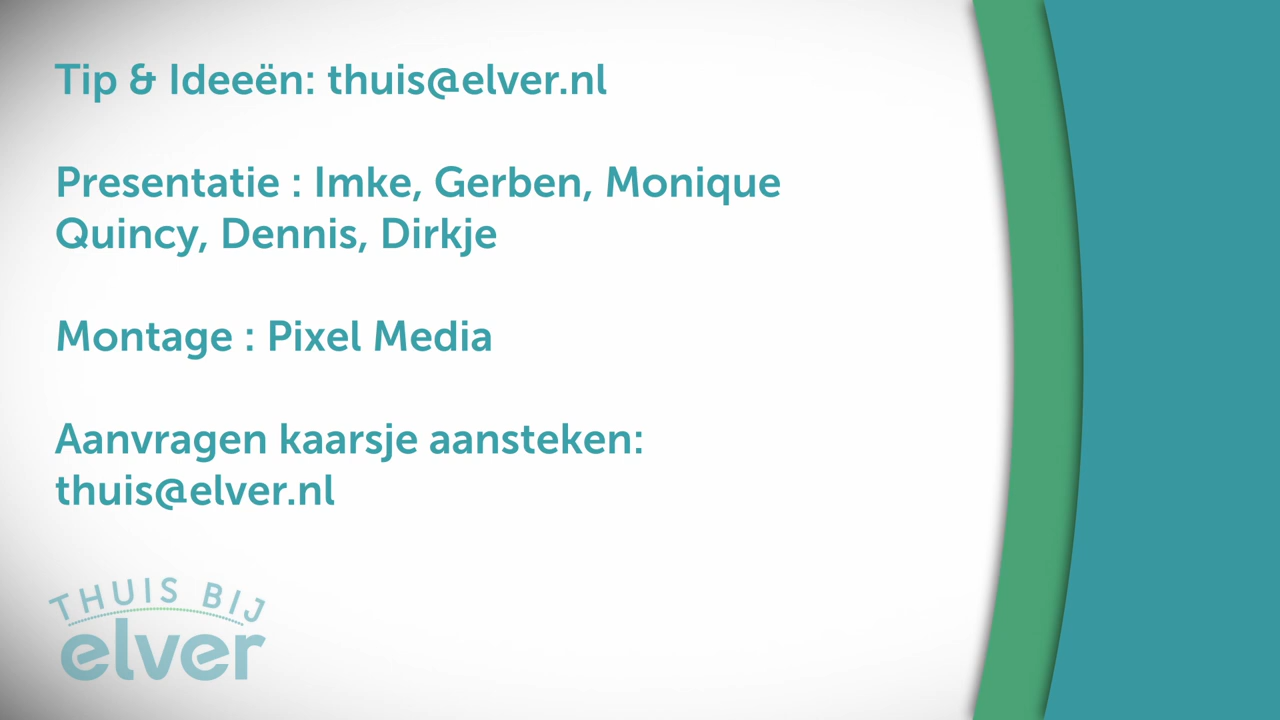 Tip & Ideeën: thuis@elver.nl
Presentatie : Imke, Gerben, Monique
Quincy, Dennis, Dirkje
Montage : Pixel Media
Aanvragen kaarsje aansteken:
thuis@elver.nl
THUIS BIJ
elver